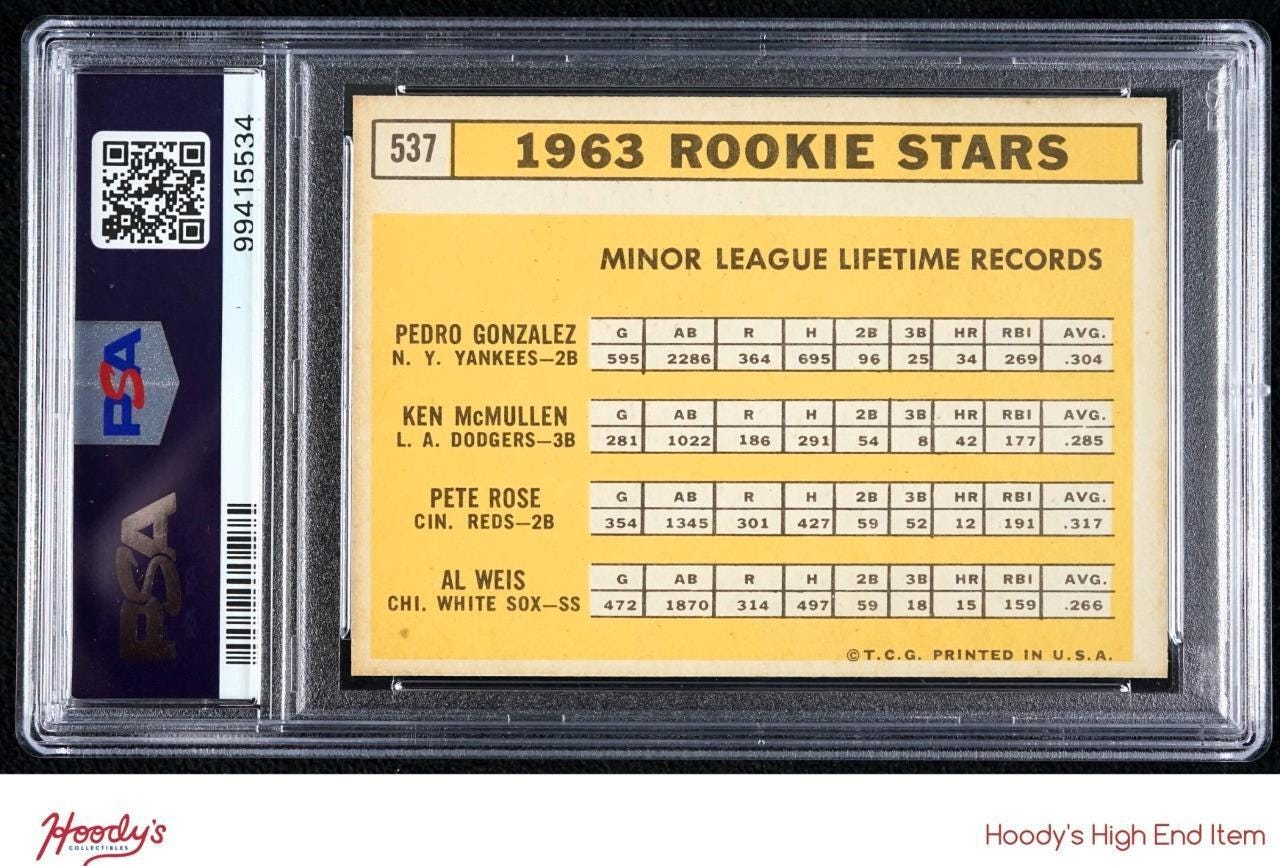 PSA
PSA
99415534
537
1963 ROOKIE STARS
MINOR LEAGUE LIFETIME RECORDS
PEDRO GONZALEZ G AB R H 2B 3B HR RBI AVG.
N. Y. YANKEES—2B 595 2286 364 695 96 25 34 269 .304
KEN McMULLEN G AB R H 2B 3B HR RBI AVG.
L. A. DODGERS—3B 281 1022 186 291 54 8 42 177 .285
PETE ROSE G AB R H 2B 3B HR RBI AVG.
CIN. REDS—2B 354 1345 301 427 59 52 12 191 .317
AL WEIS G AB R H 2B 3B HR RBI AVG.
CHI. WHITE SOX—SS 472 1870 314 497 59 18 15 159 .266
©T.C.G. PRINTED IN U.S.A.
Hoody's
COLLECTIBLES
Hoody's High End Item